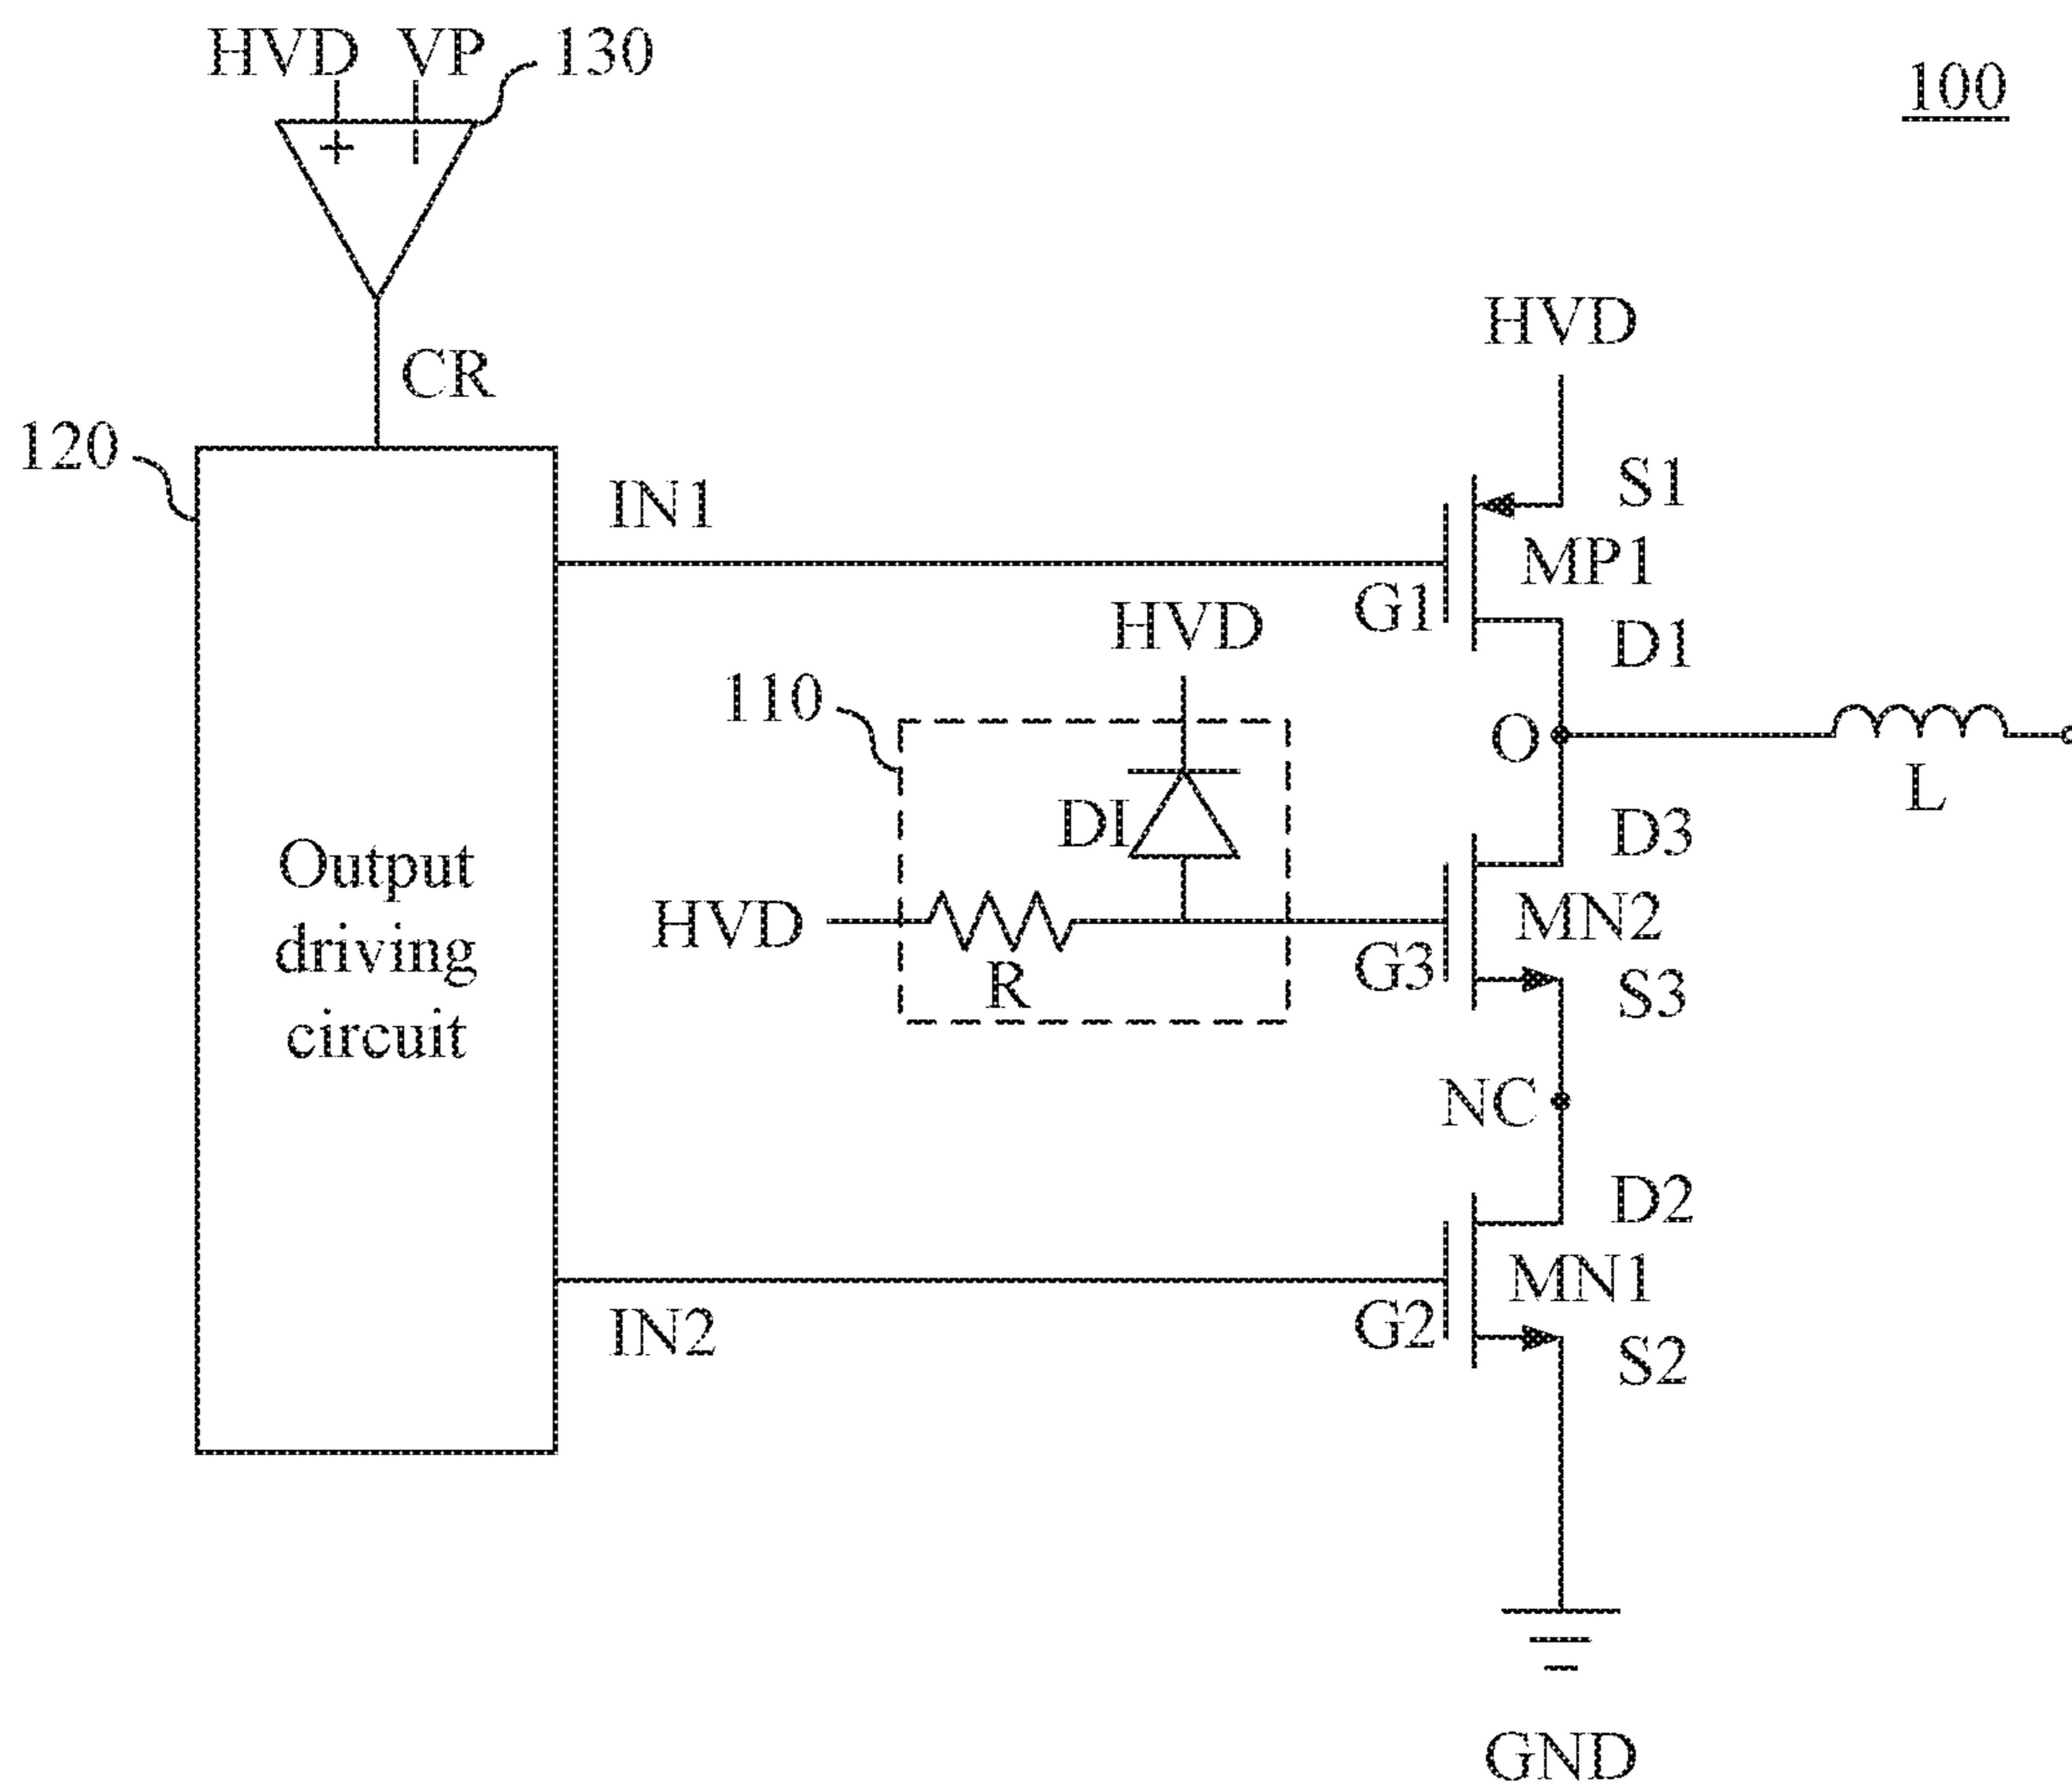 HVD VP 130
100
CR
HVD
120
IN1
S1
MP1
G1
D1
HVD
110
O
L
DI
D3
HVD
MN2
R
G3
S3
Output
driving
circuit
NC
D2
MN1
IN2
G2
S2
GND